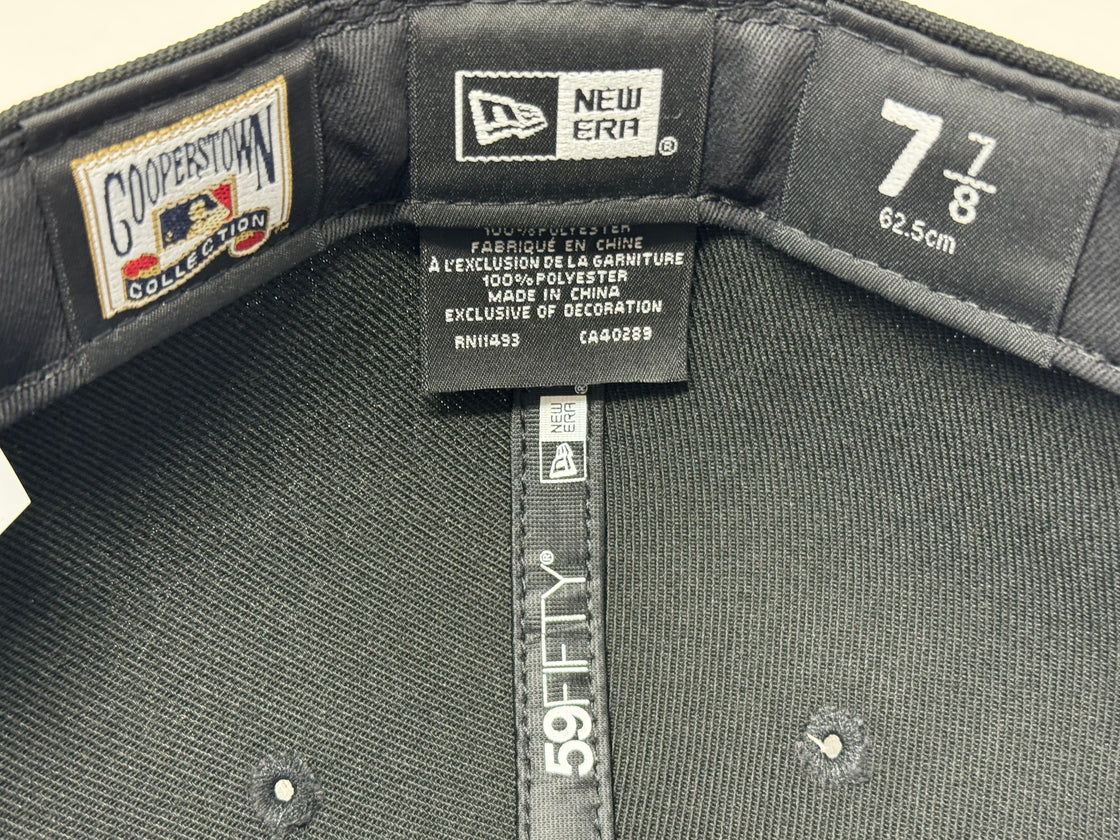 COOPERSTOWN
COLLECTION
NEW
ERA
®
7 7/8
62.5cm
100% POLYESTER
FABRIQUÉ EN CHINE
À L'EXCLUSION DE LA GARNITURE
100% POLYESTER
MADE IN CHINA
EXCLUSIVE OF DECORATION
RN11493 CA40289
NEW
ERA
®
59FIFTY®